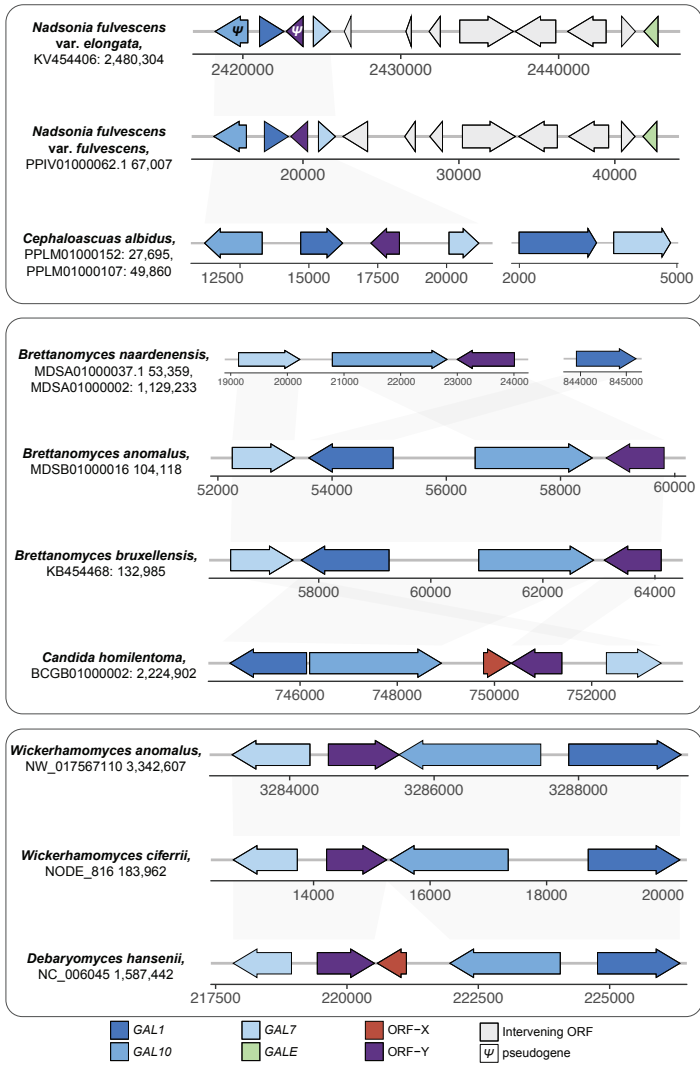 Nadsonia fulvescens
var. elongata,
KV454406: 2,480,304
ψ ψ
2420000 2430000 2440000
Nadsonia fulvescens
var. fulvescens,
PPIV01000062.1 67,007
20000 30000 40000
Cephaloascuas albidus,
PPLM01000152: 27,695,
PPLM01000107: 49,860
12500 15000 17500 20000 2000 5000
Brettanomyces naardenensis,
MDSA01000037.1 53,359,
MDSA01000002: 1,129,233
19000 20000 21000 22000 23000 24000 844000 845000
Brettanomyces anomalus,
MDSB01000016 104,118
52000 54000 56000 58000 60000
Brettanomyces bruxellensis,
KB454468: 132,985
58000 60000 62000 64000
Candida homilentoma,
BCGB01000002: 2,224,902
746000 748000 750000 752000
Wickerhamomyces anomalus,
NW_017567110 3,342,607
3284000 3286000 3288000
Wickerhamomyces ciferrii,
NODE_816 183,962
14000 16000 18000 20000
Debaryomyces hansenii,
NC_006045 1,587,442
217500 220000 222500 225000
GAL1 GAL7 ORF−X Intervening ORF
GAL10 GALE ORF−Y ψ pseudogene